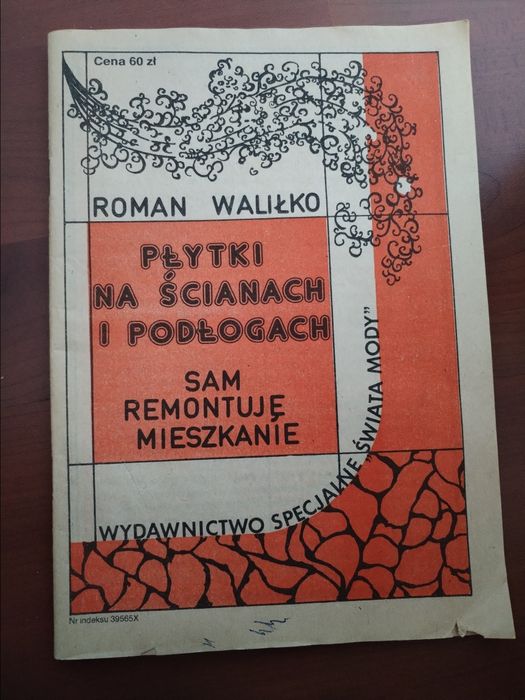 Cena 60 zł
ROMAN WALIŁKO
PŁYTKI
NA ŚCIANACH
I PODŁOGACH
SAM
REMONTUJĘ
MIESZKANIE
WYDAWNICTWO SPECJALNE „ŚWIATA MODY”
Nr indeksu 39565X